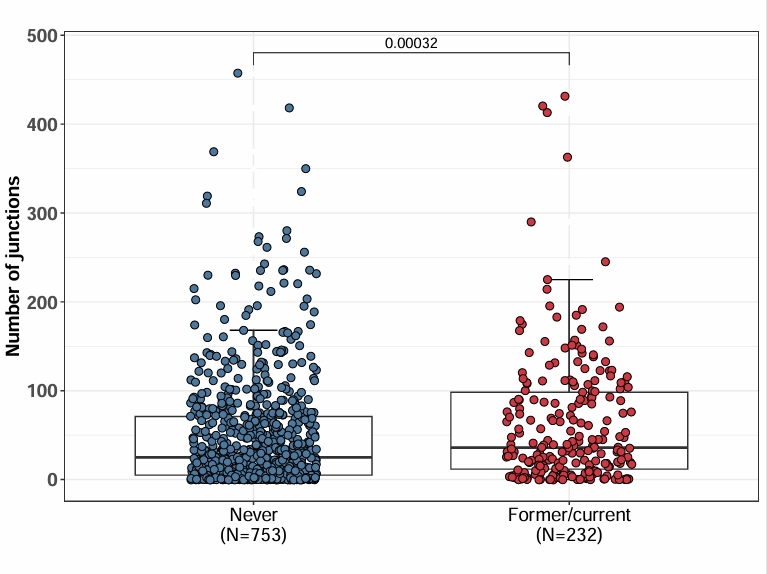 0.00032
500
400
300
200
100
0
Number of junctions
Never
(N=753)
Former/current
(N=232)